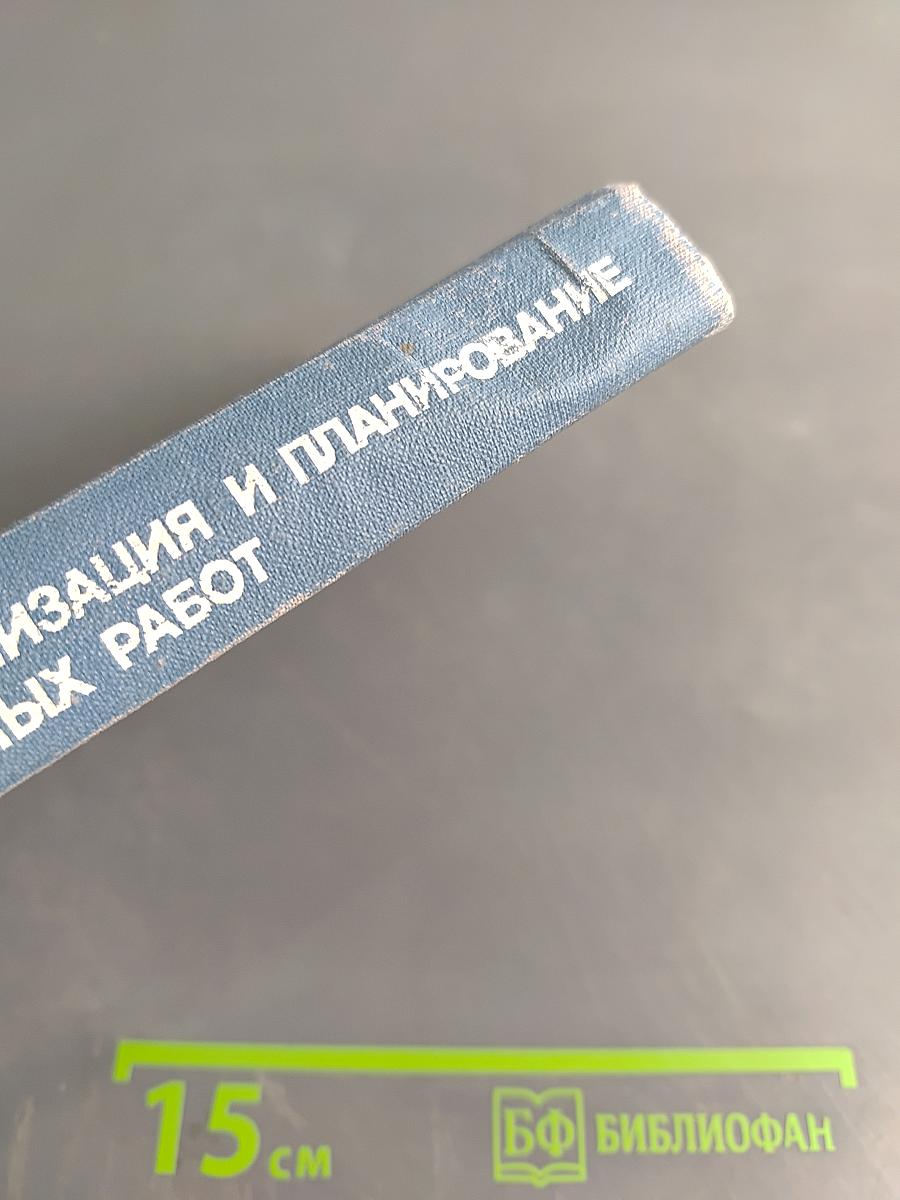 ИЗАЦИЯ И ПЛАНИРОВАНИЕ
ЫХ РАБОТ
15 см
БФ БИБЛИОФАН